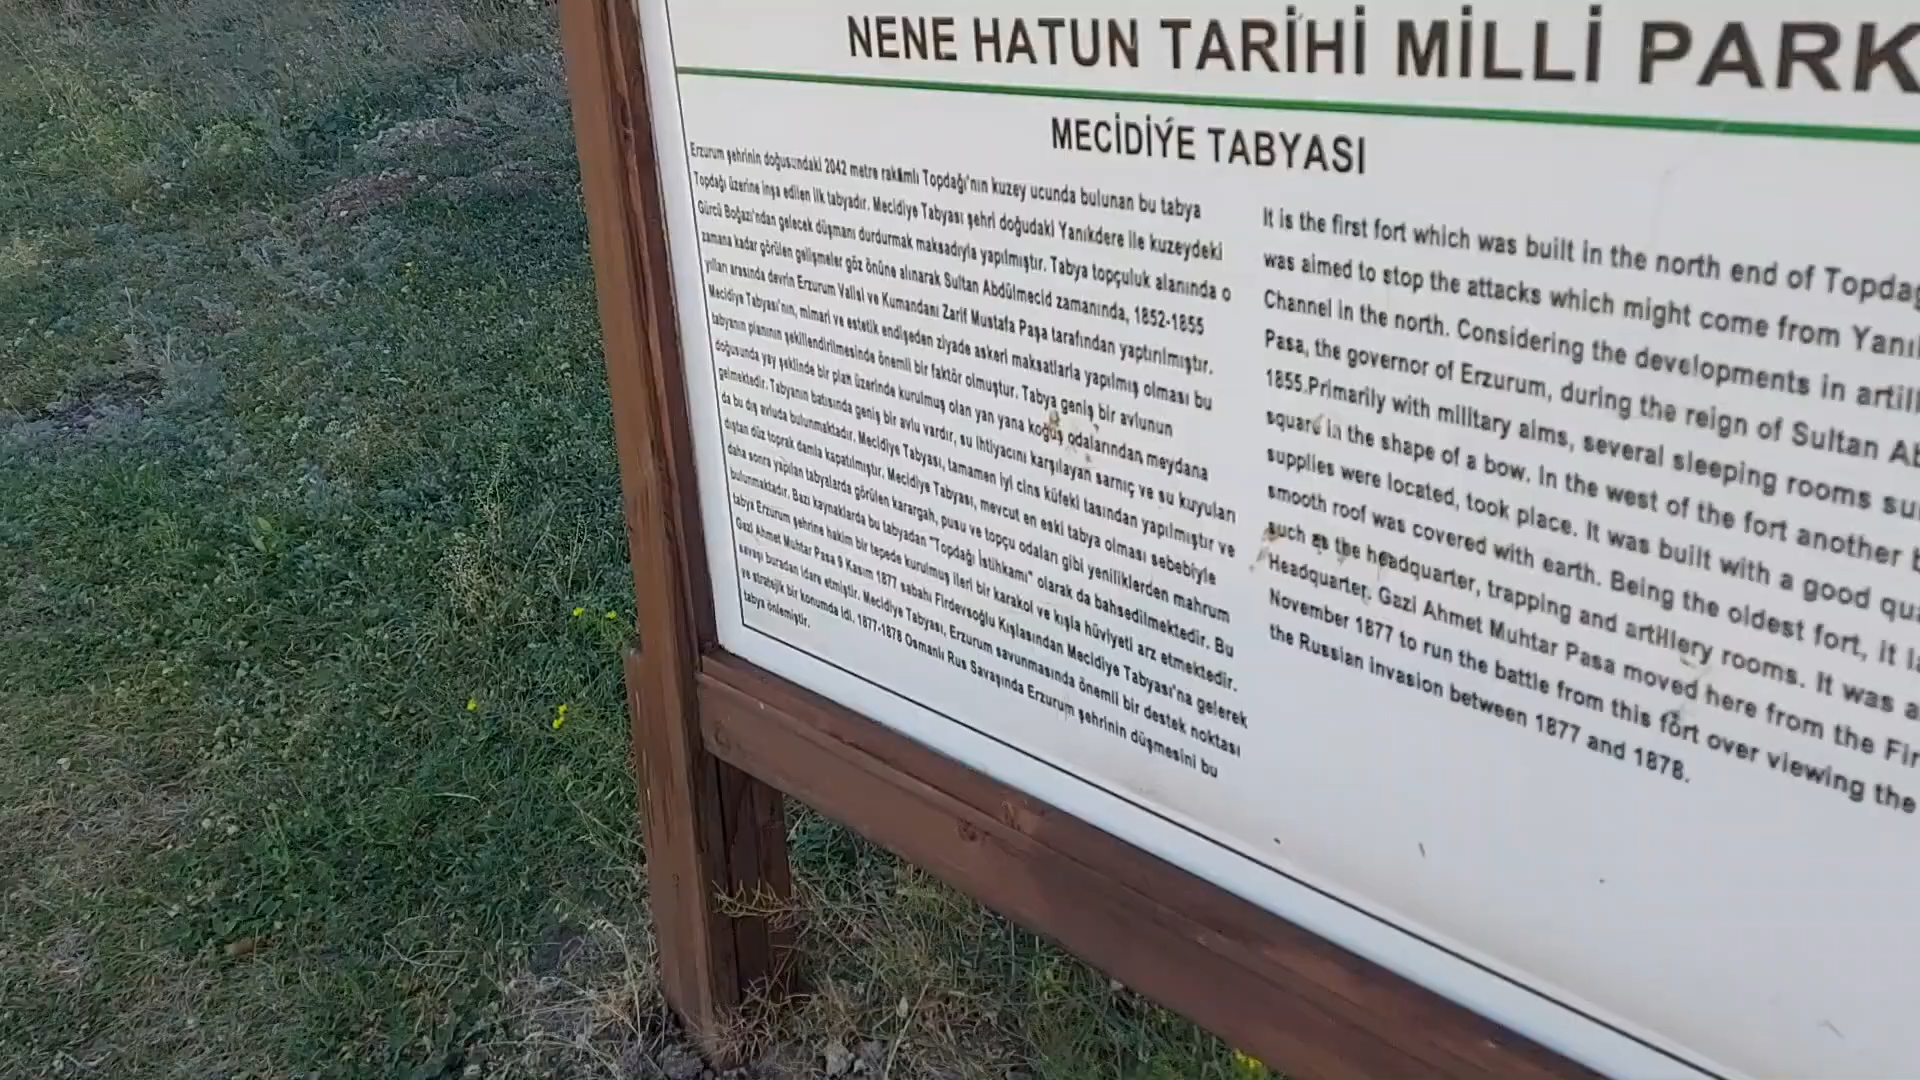 NENE HATUN TARİHİ MİLLİ PARK
MECİDİYE TABYASI
Erzurum şehrinin doğusundaki 2042 metre rakımlı Topdağı'nın kuzey ucunda bulunan bu tabya
Topdağı üzerine inşa edilen ilk tabyadır. Mecidiye Tabyası şehri doğudaki Yanıkdere ile kuzeydeki
Gürcü Boğazı'ndan gelecek düşmanı durdurmak maksadıyla yapılmıştır. Tabya topçuluk alanında o
zamana kadar görülen gelişmeler göz önüne alınarak Sultan Abdülmecid zamanında, 1852-1855
yılları arasında devrin Erzurum Valisi ve Kumandanı Zarif Mustafa Paşa tarafından yaptırılmıştır.
Mecidiye Tabyası'nın, mimari ve estetik endişeden ziyade askeri maksatlarla yapılmış olması bu
tabyanın planının şekillendirilmesinde önemli bir faktör olmuştur. Tabya geniş bir avlunun
doğusunda yay şeklinde bir plan üzerinde kurulmuş olan yan yana koğuş odalarından meydana
gelmektedir. Tabyanın batısında geniş bir avlu vardır, su ihtiyacını karşılayan sarnıç ve su kuyuları
da bu dış avluda bulunmaktadır. Mecidiye Tabyası, tamamen iyi cins küfeki tasından yapılmıştır ve
dıştan düz toprak damla kapatılmıştır. Mecidiye Tabyası, mevcut en eski tabya olması sebebiyle
daha sonra yapılan tabyalarda görülen karargah, pusu ve topçu odaları gibi yeniliklerden mahrum
bulunmaktadır. Bazı kaynaklarda bu tabyadan "Topdağı İstihkamı" olarak da bahsedilmektedir. Bu
tabya Erzurum şehrine hakim bir tepede kurulmuş ileri bir karakol ve kışla hüviyeti arz etmektedir.
Gazi Ahmet Muhtar Pasa 9 Kasım 1877 sabahı Firdevsoğlu Kışlasından Mecidiye Tabyası'na gelerek
savaşı buradan idare etmiştir. Mecidiye Tabyası, Erzurum savunmasında önemli bir destek noktası
ve stratejik bir konumda idi. 1877-1878 Osmanlı Rus Savaşında Erzurum şehrinin düşmesini bu
tabya önlemiştir.
It is the first fort which was built in the north end of Topdağ
was aimed to stop the attacks which might come from Yanık
Channel in the north. Considering the developments in artill
Pasa, the governor of Erzurum, during the reign of Sultan Ab
1855.Primarily with military aims, several sleeping rooms su
square in the shape of a bow. In the west of the fort another b
supplies were located, took place. It was built with a good qua
smooth roof was covered with earth. Being the oldest fort, it la
such as the headquarter, trapping and artillery rooms. It was a
Headquarter. Gazi Ahmet Muhtar Pasa moved here from the Fir
November 1877 to run the battle from this fort over viewing the
the Russian invasion between 1877 and 1878.